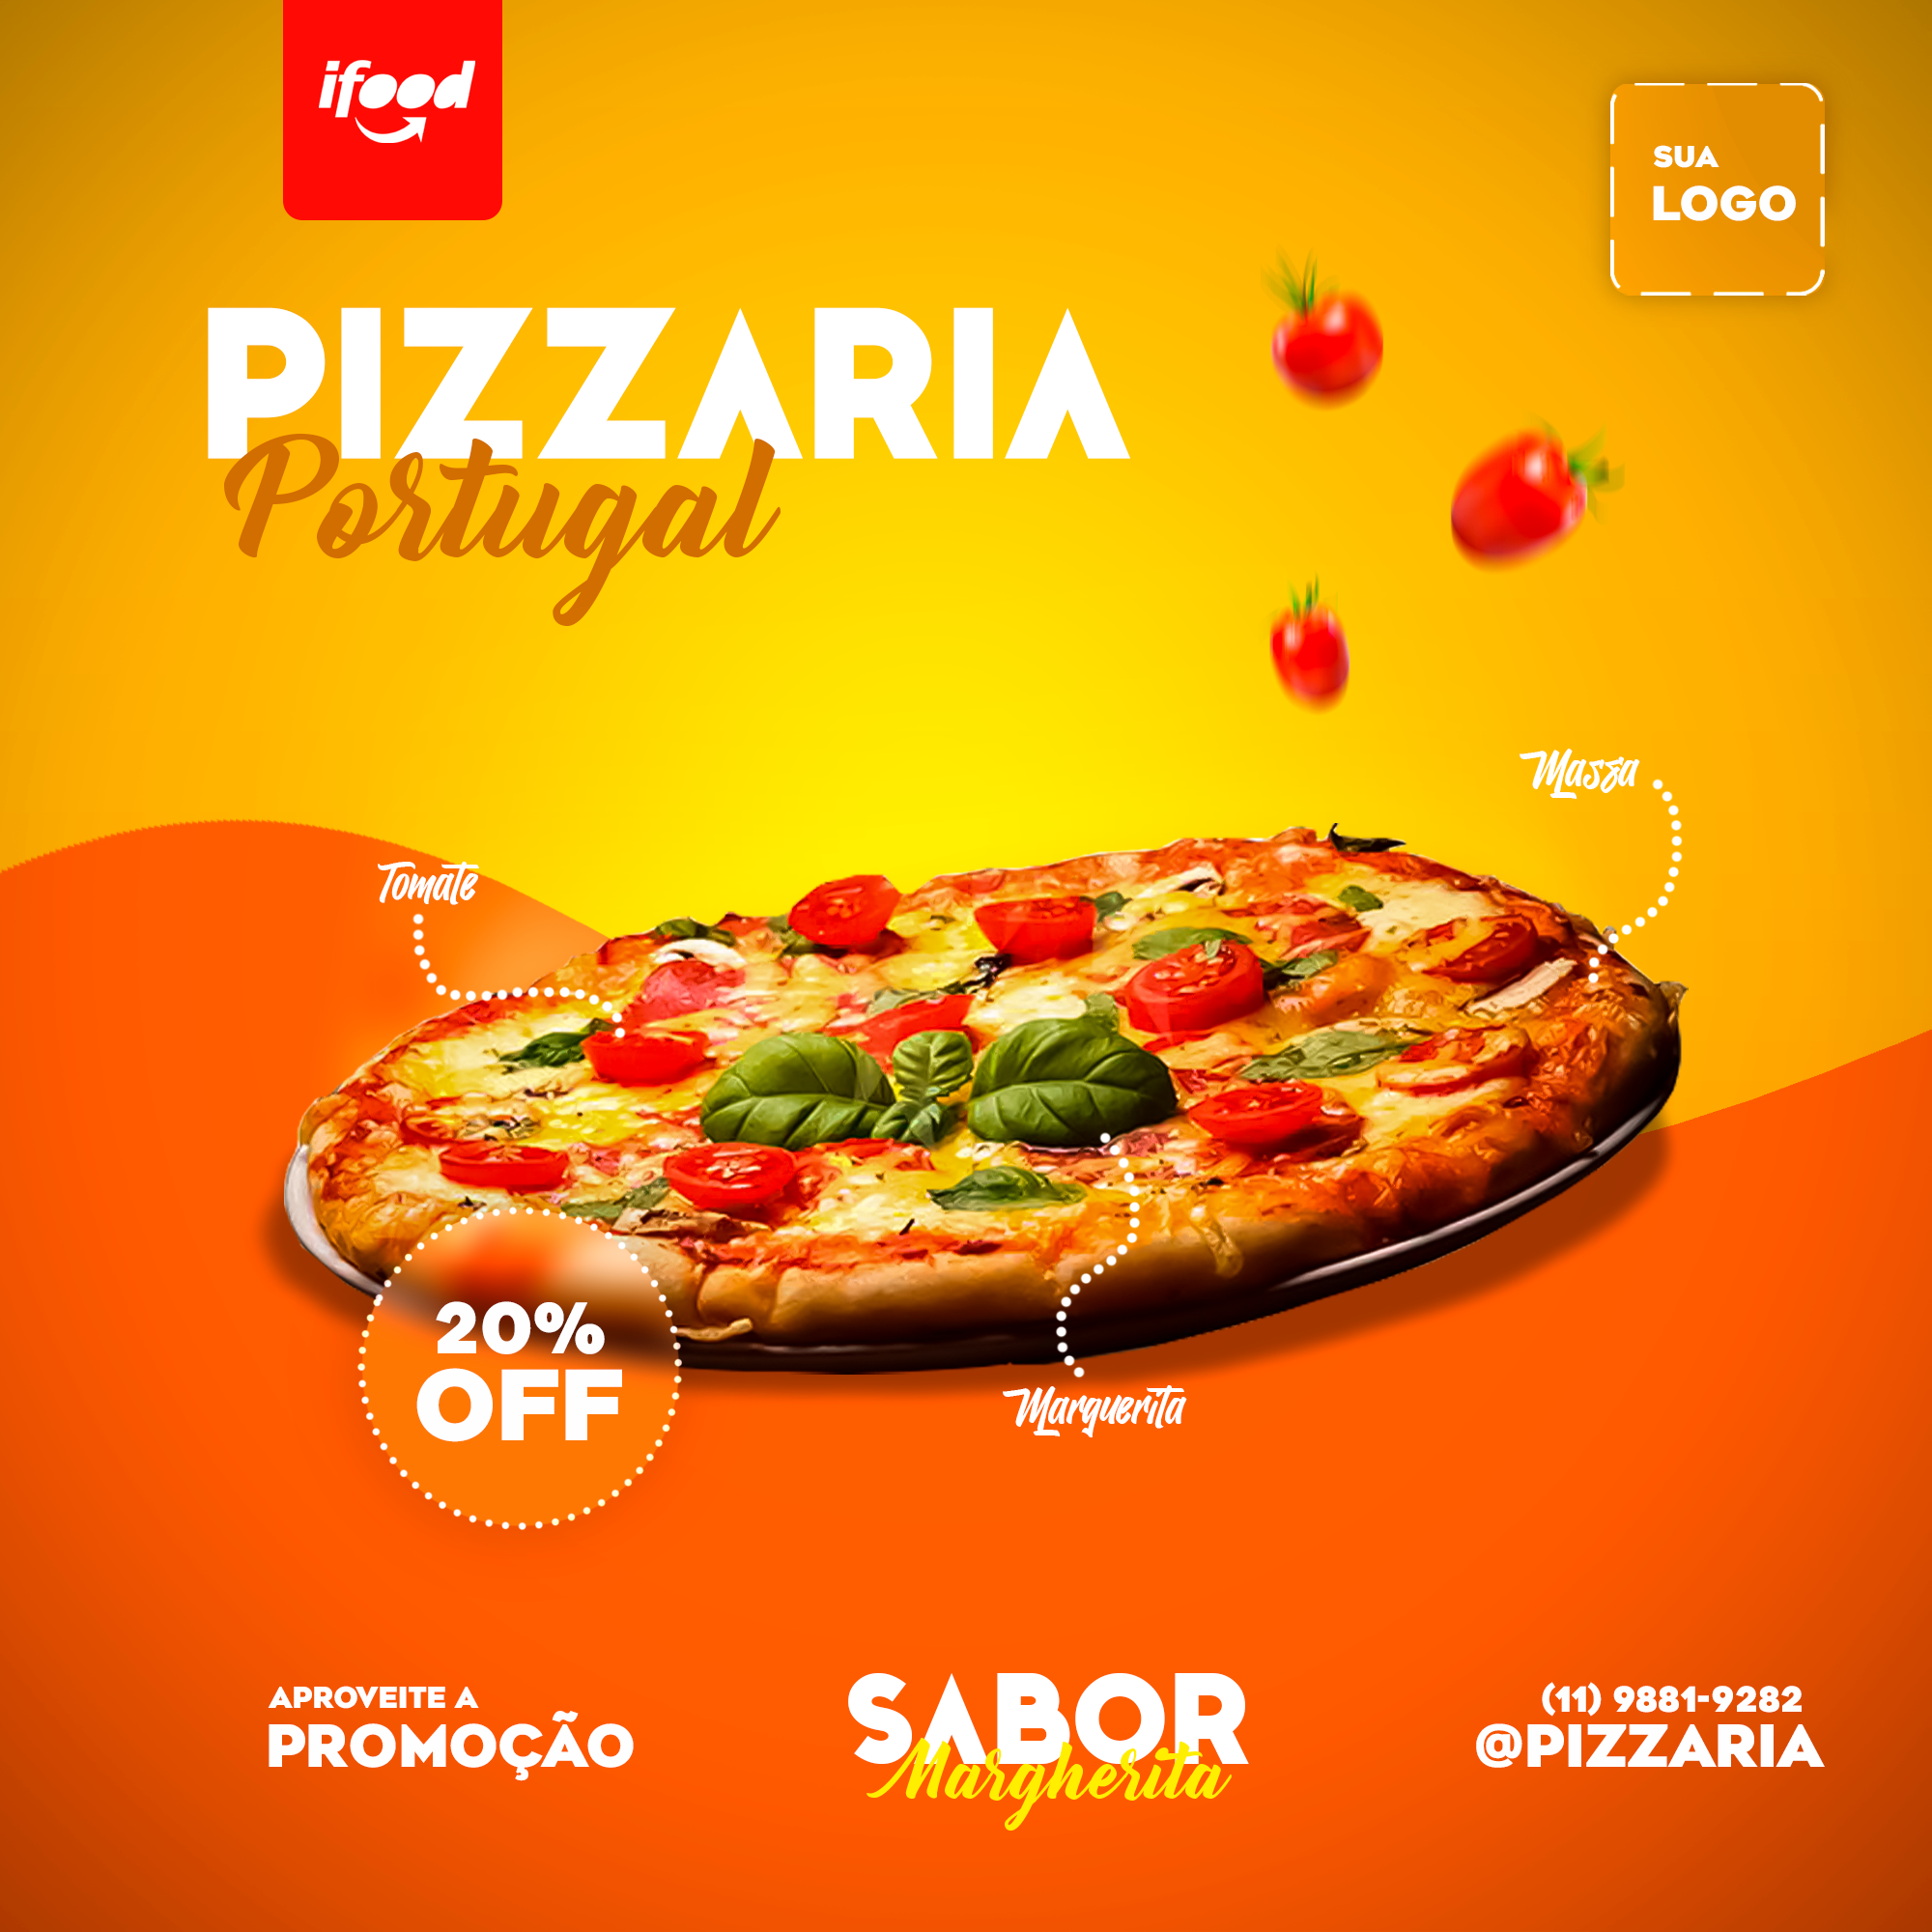 ifood
SUA
LOGO
PIZZARIA
Portugal
Massa
Tomate
20%
OFF
Marguerita
APROVEITE A
PROMOÇÃO
SABOR
Margherita
(11) 9881-9282
@PIZZARIA